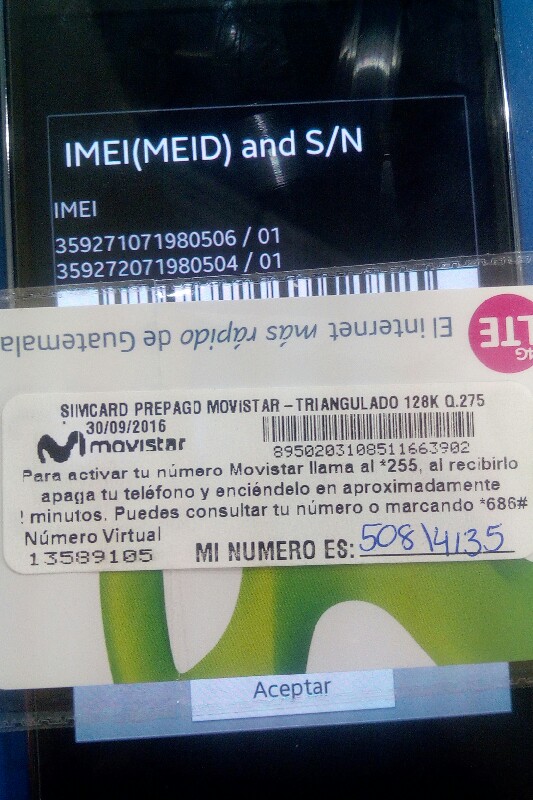 IMEI(MEID) and S/N
IMEI
359271071980506 / 01
359272071980504 / 01
El internet más rápido de Guatemala
4G
LTE
SIMCARD PREPAGO MOVISTAR - TRIANGULADO 128K Q.275
30/09/2016
movistar
8950203108511663902
Para activar tu número Movistar llama al *255, al recibirlo
apaga tu teléfono y enciéndelo en aproximadamente
minutos. Puedes consultar tu número o marcando *686#
Número Virtual
13589105
MI NUMERO ES: 50814135
Aceptar